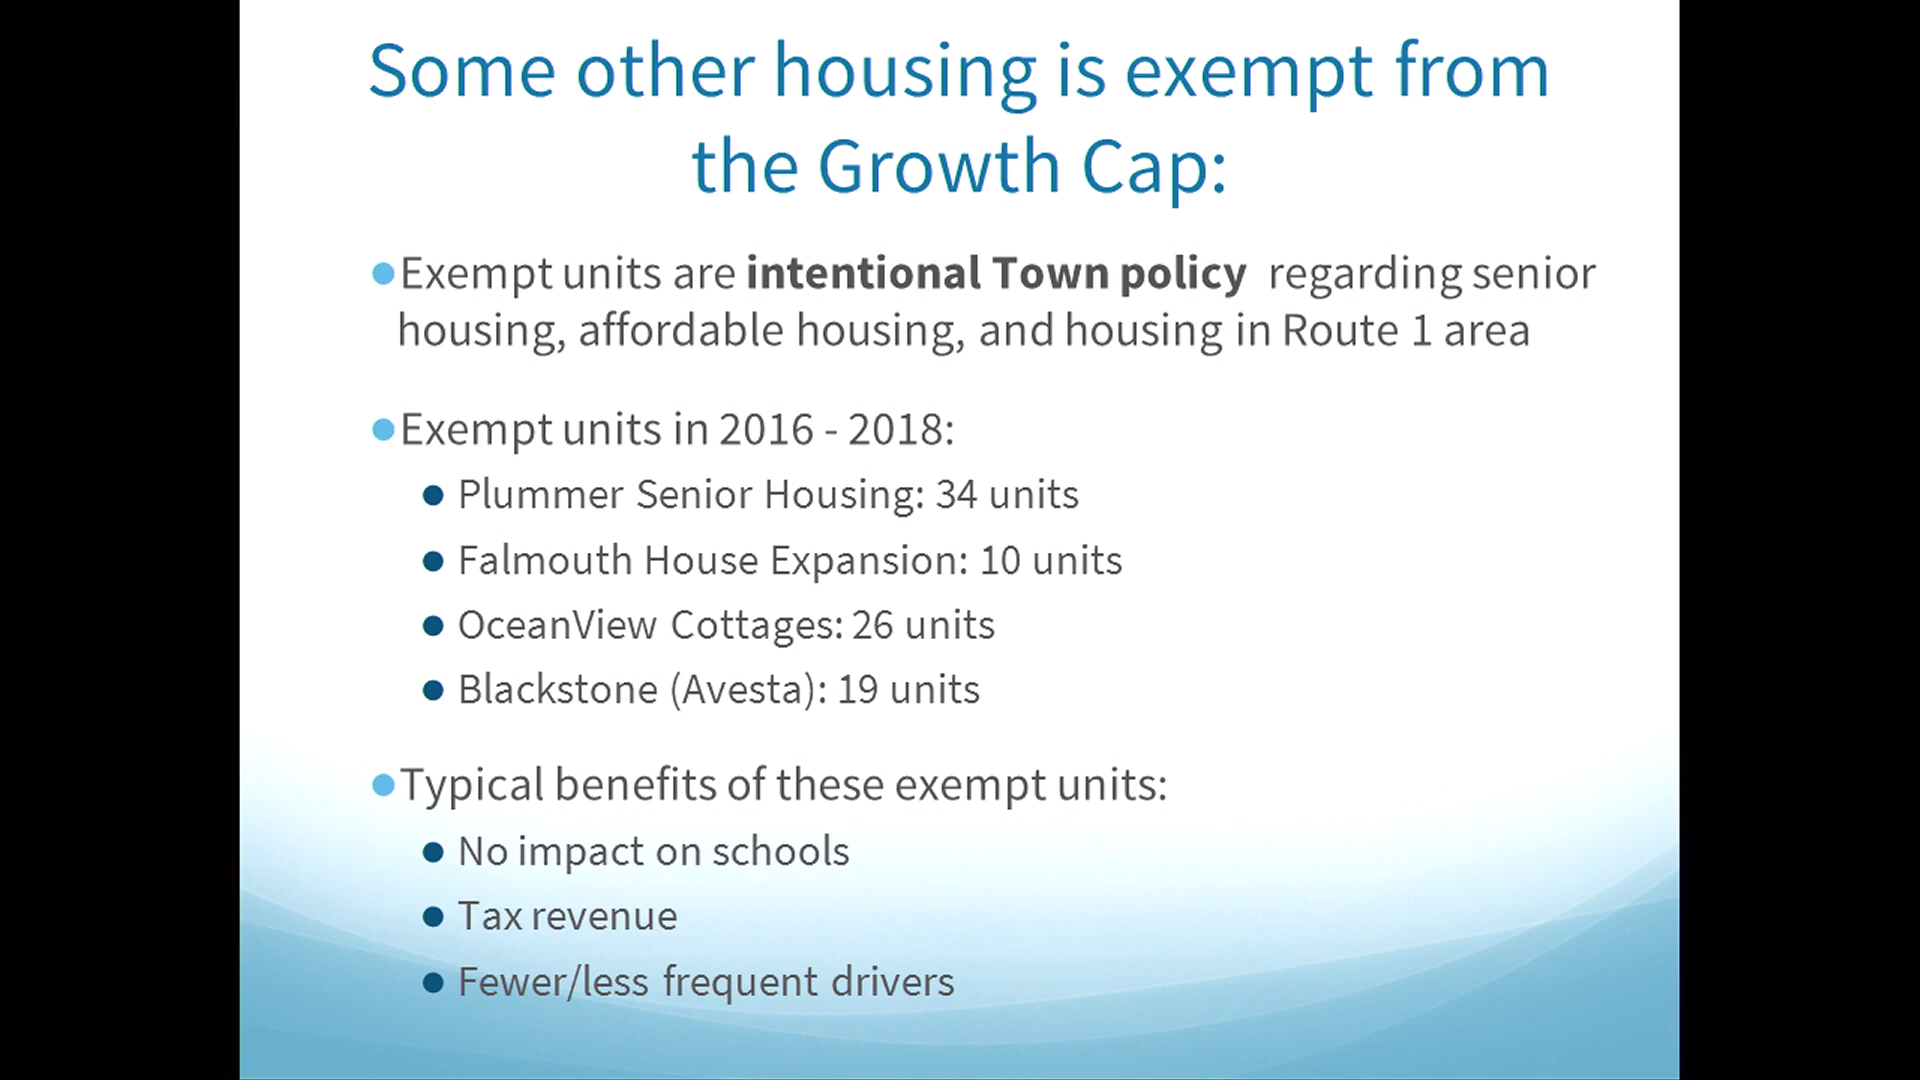 Some other housing is exempt from
the Growth Cap:
●Exempt units are intentional Town policy regarding senior
housing, affordable housing, and housing in Route 1 area
●Exempt units in 2016 - 2018:
● Plummer Senior Housing: 34 units
● Falmouth House Expansion: 10 units
● OceanView Cottages: 26 units
● Blackstone (Avesta): 19 units
●Typical benefits of these exempt units:
● No impact on schools
● Tax revenue
● Fewer/less frequent drivers